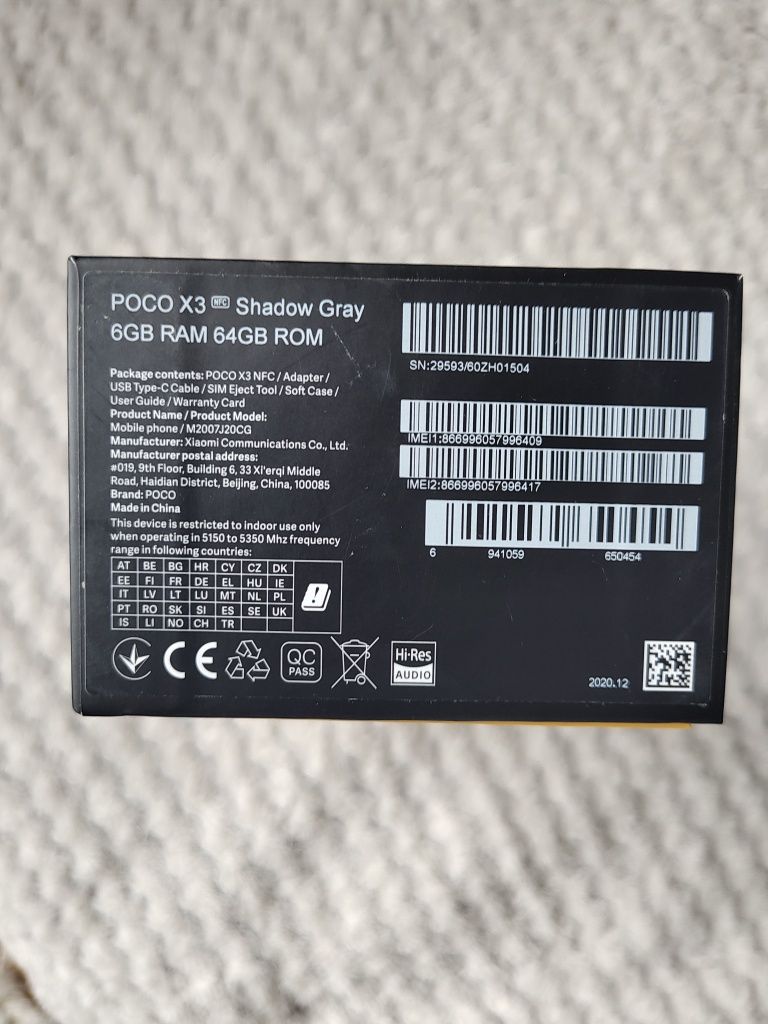 POCO X3 NFC Shadow Gray
6GB RAM 64GB ROM
Package contents: POCO X3 NFC / Adapter /
USB Type-C Cable / SIM Eject Tool / Soft Case /
User Guide / Warranty Card
Product Name / Product Model:
Mobile phone / M2007J20CG
Manufacturer: Xiaomi Communications Co., Ltd.
Manufacturer postal address:
#019, 9th Floor, Building 6, 33 Xi'erqi Middle
Road, Haidian District, Beijing, China, 100085
Brand: POCO
Made in China
This device is restricted to indoor use only
when operating in 5150 to 5350 Mhz frequency
range in following countries:
AT BE BG HR CY CZ DK
EE FI FR DE EL HU IE
IT LV LT LU MT NL PL
PT RO SK SI ES SE UK
IS LI NO CH TR
CE
QC
PASS
Hi-Res
AUDIO
SN:29593/60ZH01504
IMEI1:866996057996409
IMEI2:866996057996417
6 941059 650454
2020.12